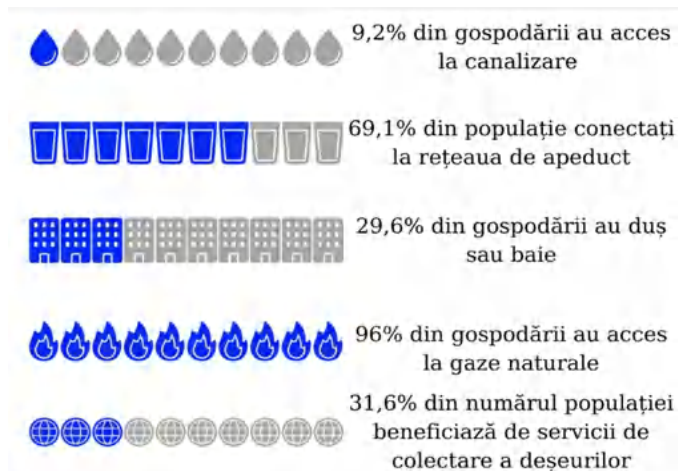 9,2% din gospodării au acces
la canalizare
69,1% din populație conectați
la rețeaua de apeduct
29,6% din gospodării au duș
sau baie
96% din gospodării au acces
la gaze naturale
31,6% din numărul populației
beneficiază de servicii de
colectare a deșeurilor